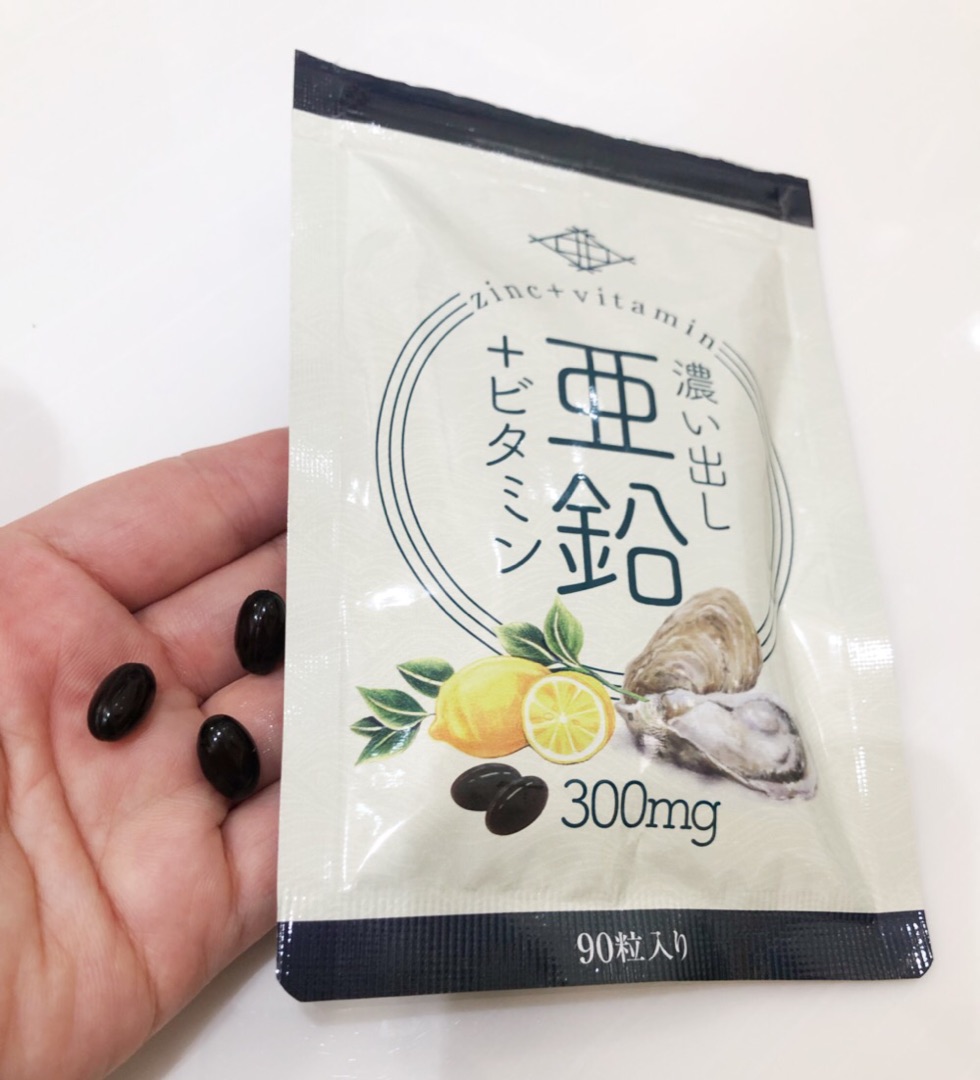 zinc+vitamin
濃い出し
亜鉛
+ビタミン
300mg
90粒入り